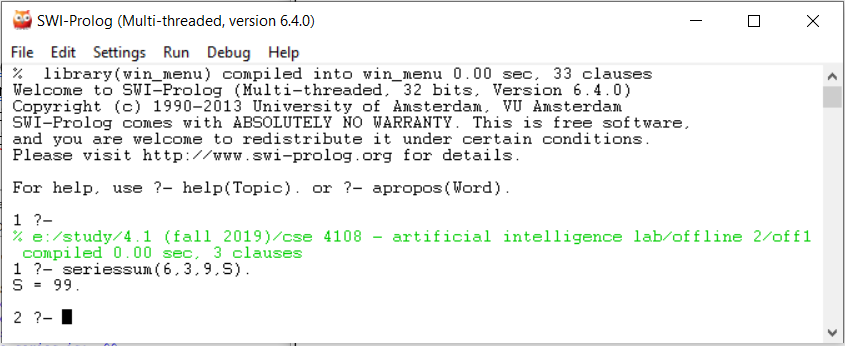 SWI-Prolog (Multi-threaded, version 6.4.0)
File Edit Settings Run Debug Help
% library(win_menu) compiled into win_menu 0.00 sec, 33 clauses
Welcome to SWI-Prolog (Multi-threaded, 32 bits, Version 6.4.0)
Copyright (c) 1990-2013 University of Amsterdam, VU Amsterdam
SWI-Prolog comes with ABSOLUTELY NO WARRANTY. This is free software,
and you are welcome to redistribute it under certain conditions.
Please visit http://www.swi-prolog.org for details.
For help, use ?- help(Topic). or ?- apropos(Word).
1 ?-
% e:/study/4.1 (fall 2019)/cse 4108 - artificial intelligence lab/offline 2/off1
compiled 0.00 sec, 3 clauses
1 ?- seriessum(6,3,9,S).
S = 99.
2 ?-